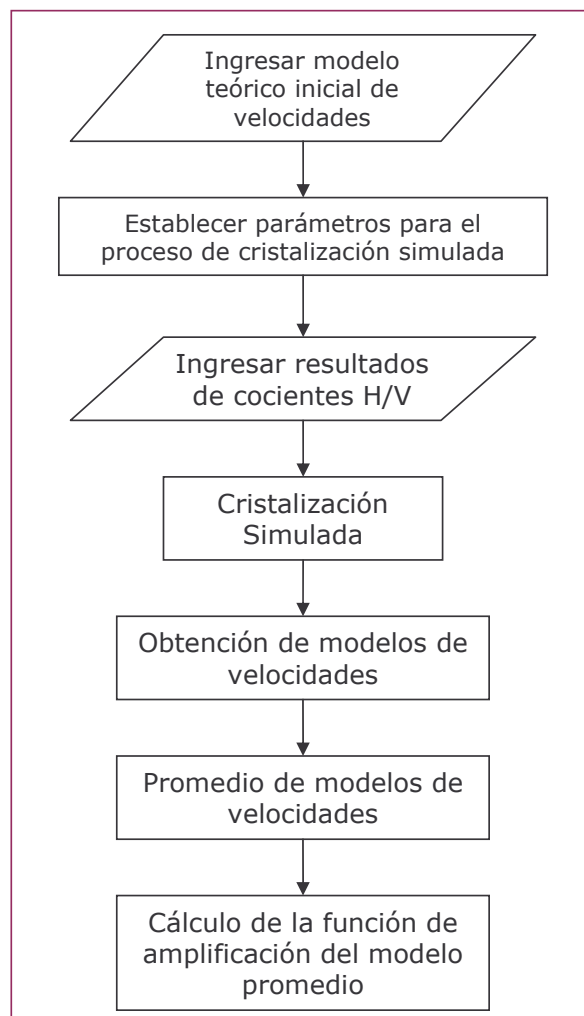 Ingresar modelo
teórico inicial de
velocidades
Establecer parámetros para el
proceso de cristalización simulada
Ingresar resultados
de cocientes H/V
Cristalización
Simulada
Obtención de modelos de
velocidades
Promedio de modelos de
velocidades
Cálculo de la función de
amplificación del modelo
promedio